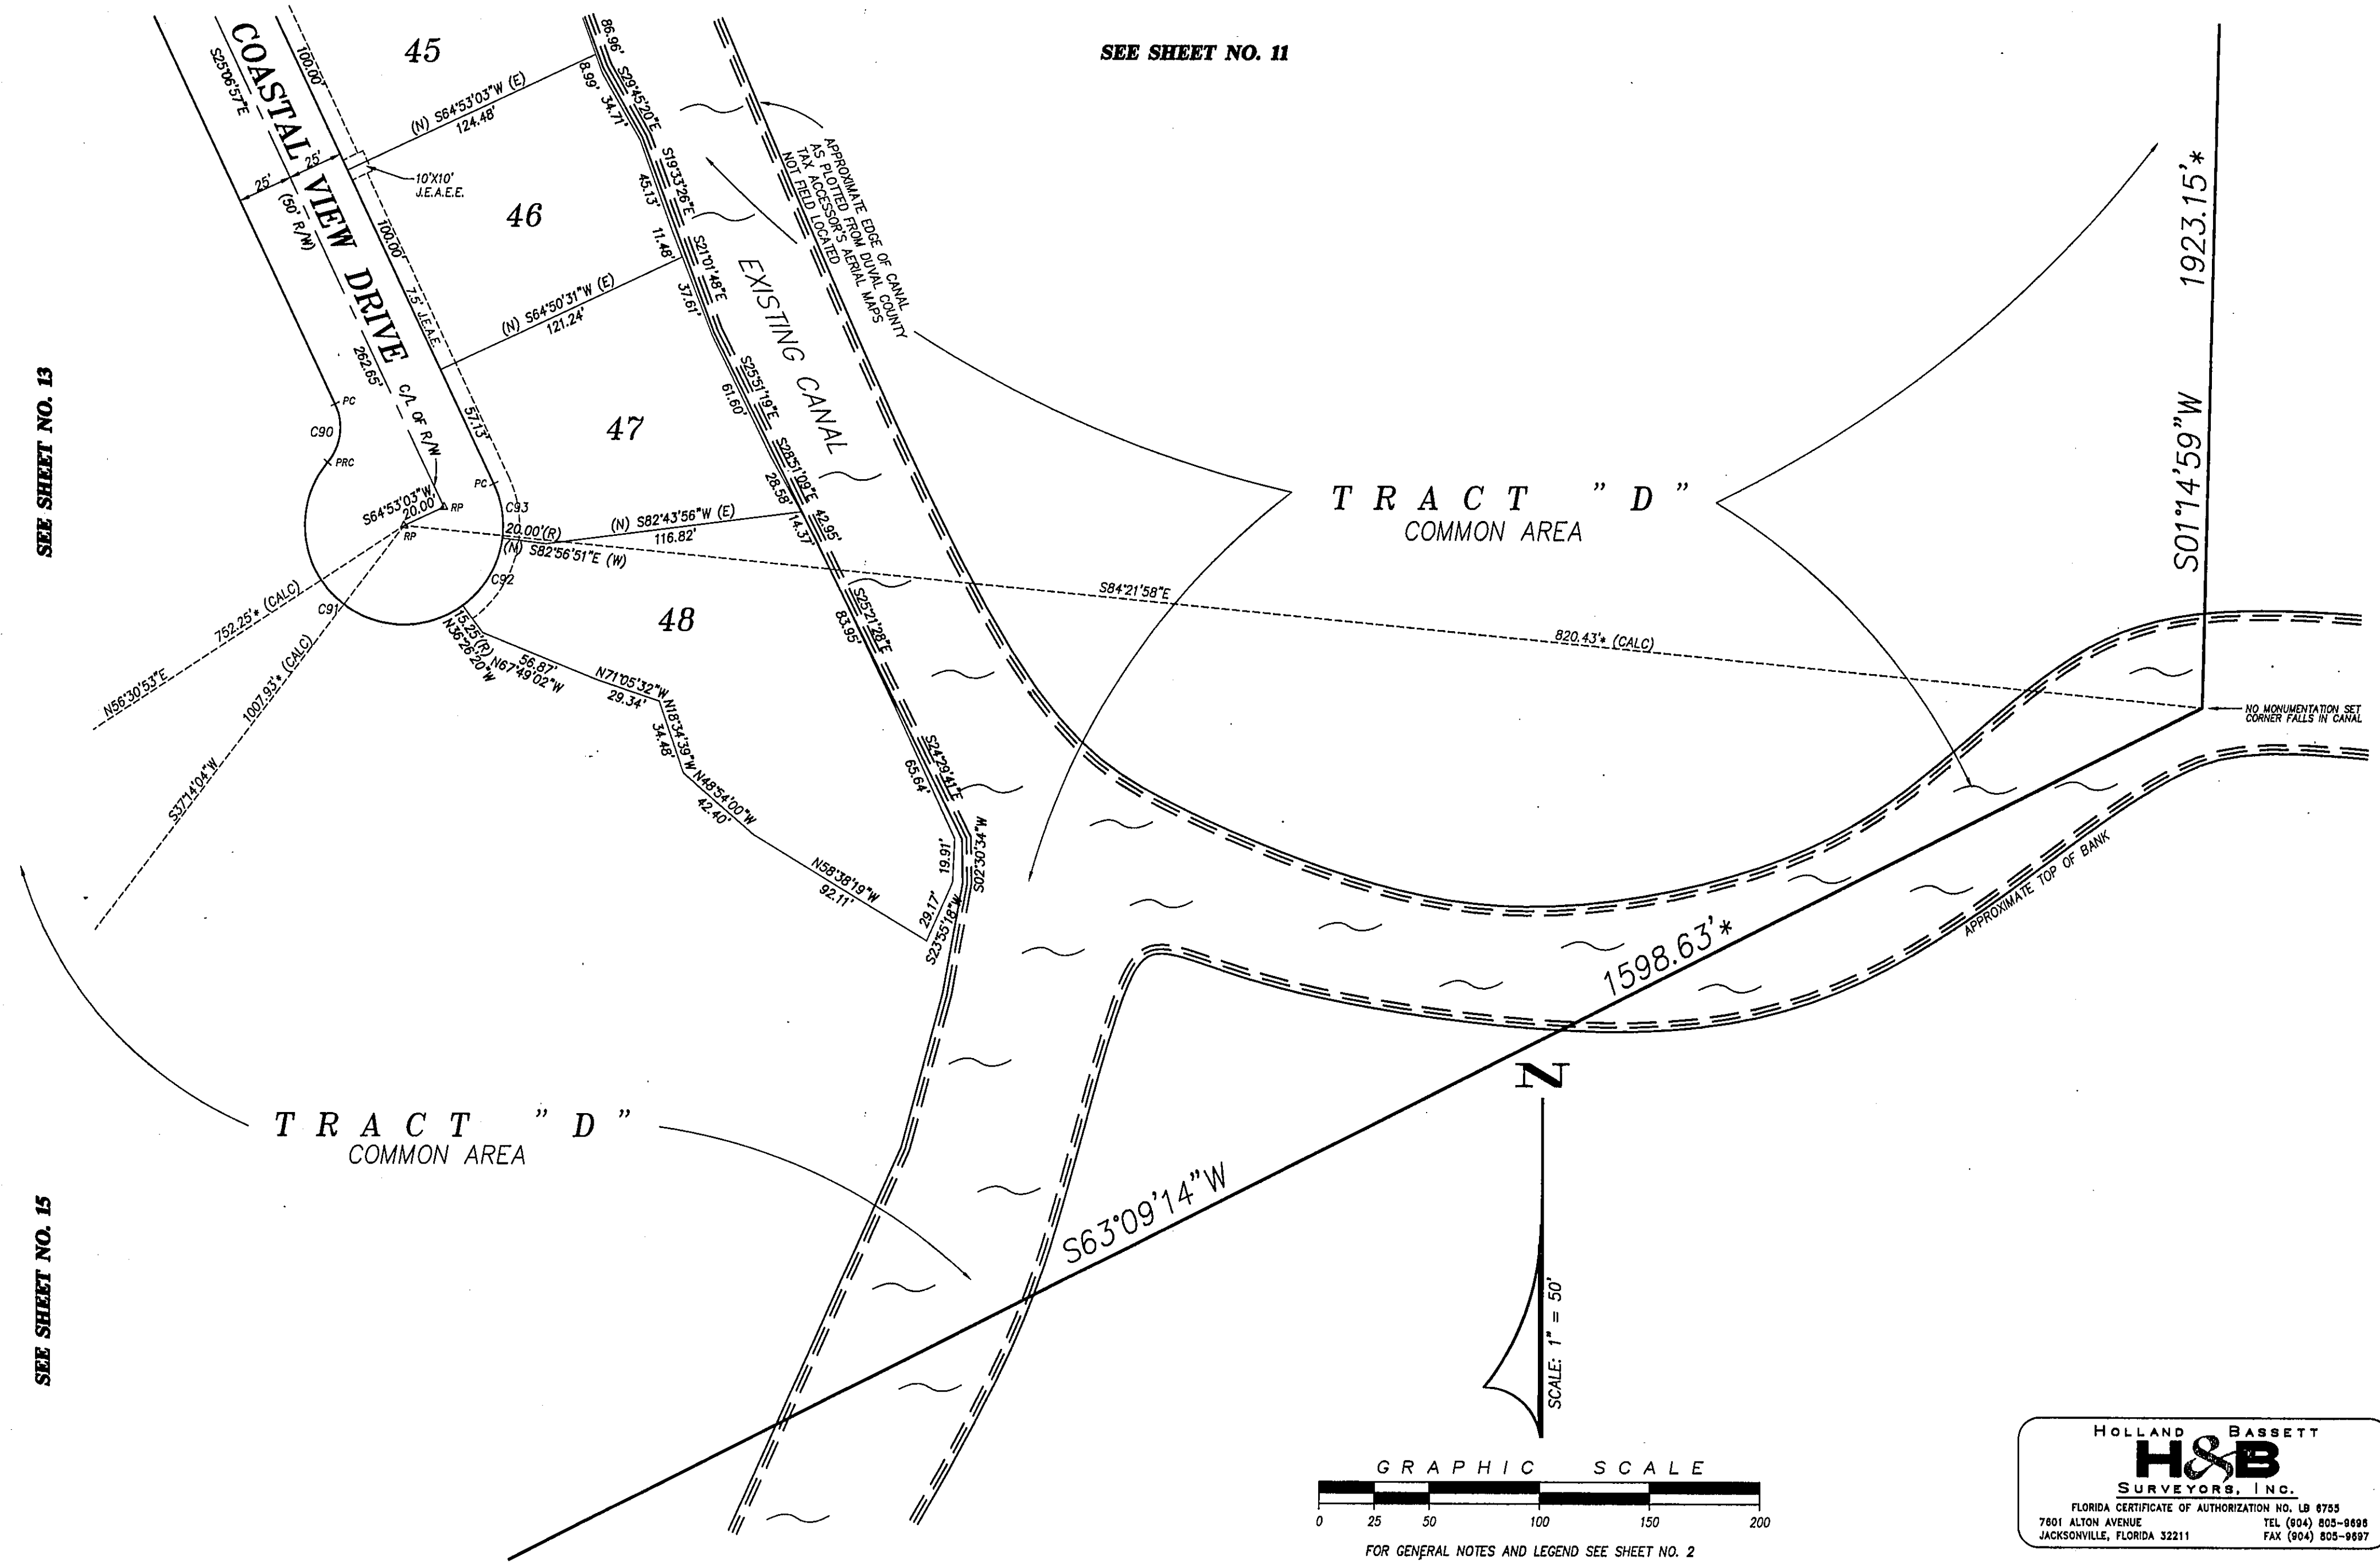 SEE SHEET NO. 11
SEE SHEET NO. 13
SEE SHEET NO. 15
COASTAL VIEW DRIVE
S25°06'57"E
262.65'
(50' R/W)
25'
25'
C/L OF R/W
100.00'
100.00'
7.5' J.E.A.E.
57.13'
10'X10'
J.E.A.E.E.
45
46
47
48
(N) S64°53'03"W (E)
124.48'
(N) S64°50'31"W (E)
121.24'
(N) S82°43'56"W (E)
116.82'
20.00'(R)
(M) S82°56'51"E (W)
86.96'
8.99'
S29°45'20"E
34.71'
S19°33'26"E
45.13'
11.48'
S21°01'48"E
37.61'
S25°51'19"E
61.60'
S28°51'09"E
28.58'
42.95'
14.37'
S25°21'28"E
83.95'
S24°29'41"E
65.64'
S02°30'34"W
19.91'
29.17'
S23°55'18"W
N58°38'19"W
92.11'
N48°54'00"W
42.40'
N18°34'39"W
34.48'
N71°05'32"W
29.34'
N67°49'02"W
56.87'
15.25'(R)
N36°26'20"W
PC
C90
PRC
PC
C93
C92
C91
S64°53'03"W
20.00'
RP
RP
752.25'* (CALC)
N56°30'53"E
1007.93'* (CALC)
S37°14'04"W
EXISTING CANAL
APPROXIMATE EDGE OF CANAL
AS PLOTTED FROM DUVAL COUNTY
TAX ACCESSOR'S AERIAL MAPS
NOT FIELD LOCATED
TRACT "D"
COMMON AREA
S84°21'58"E
820.43'* (CALC)
1923.15'*
S01°14'59"W
NO MONUMENTATION SET
CORNER FALLS IN CANAL
APPROXIMATE TOP OF BANK
1598.63'*
S63°09'14"W
TRACT "D"
COMMON AREA
N
SCALE: 1" = 50'
GRAPHIC SCALE
0 25 50 100 150 200
FOR GENERAL NOTES AND LEGEND SEE SHEET NO. 2
HOLLAND BASSETT
H&B
SURVEYORS, INC.
FLORIDA CERTIFICATE OF AUTHORIZATION NO. LB 6755
7601 ALTON AVENUE TEL (904) 805-9696
JACKSONVILLE, FLORIDA 32211 FAX (904) 805-9697